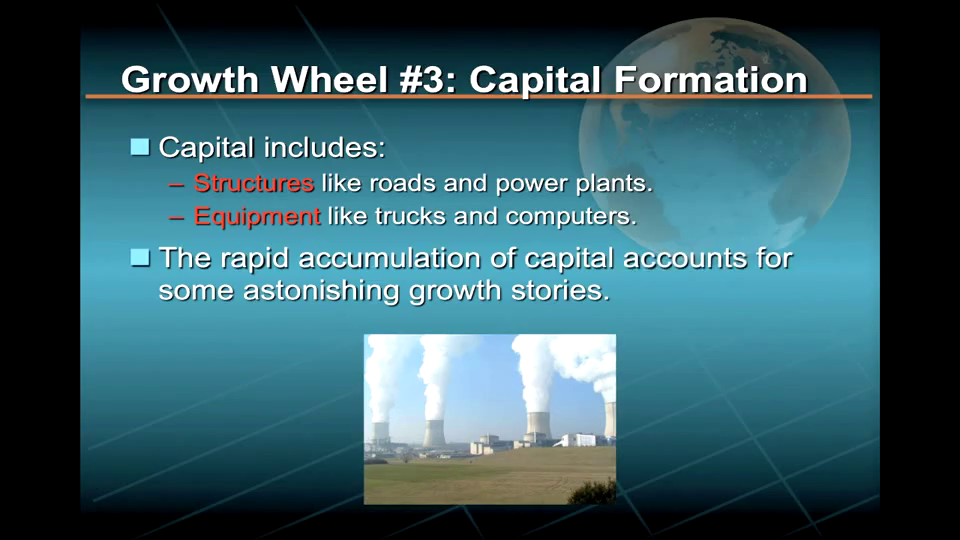 Growth Wheel #3: Capital Formation
Capital includes:
– Structures like roads and power plants.
– Equipment like trucks and computers.
The rapid accumulation of capital accounts for
some astonishing growth stories.